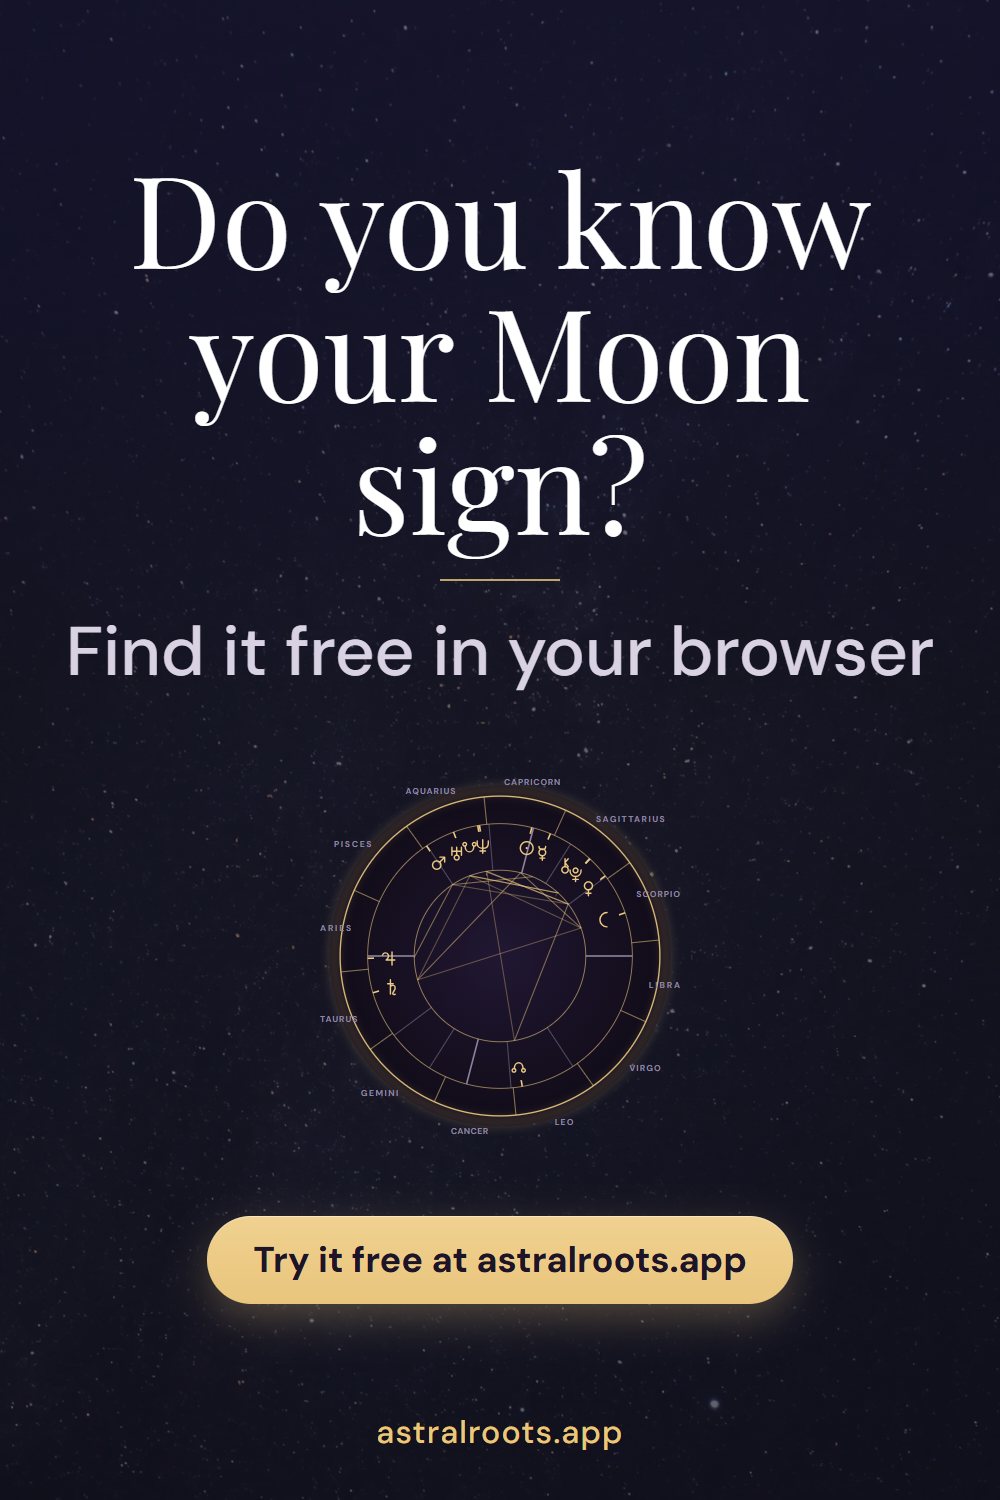 Do you know
your Moon
sign?
Find it free in your browser
CAPRICORN
AQUARIUS
SAGITTARIUS
PISCES
SCORPIO
ARIES
LIBRA
TAURUS
VIRGO
GEMINI
LEO
CANCER
Try it free at astralroots.app
astralroots.app